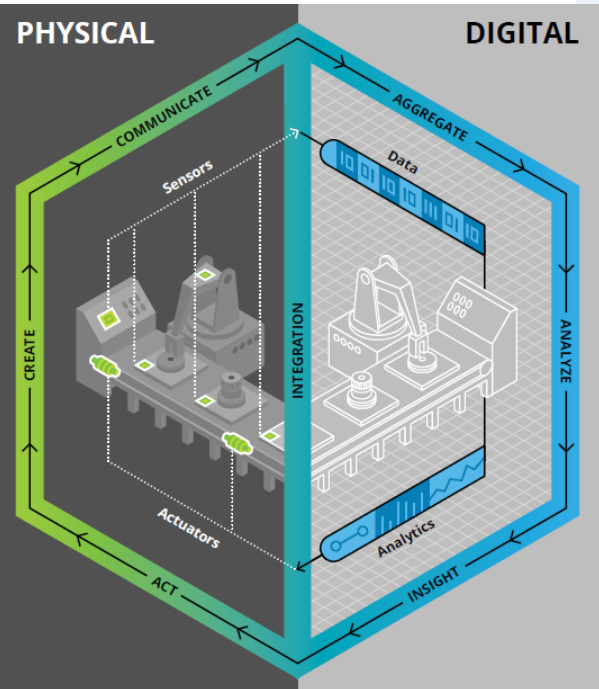 PHYSICAL
DIGITAL
COMMUNICATE
AGGREGATE
Sensors
Data
10 01 10 10 111 01 10
CREATE
INTEGRATION
ANALYZE
Actuators
Analytics
ACT
INSIGHT